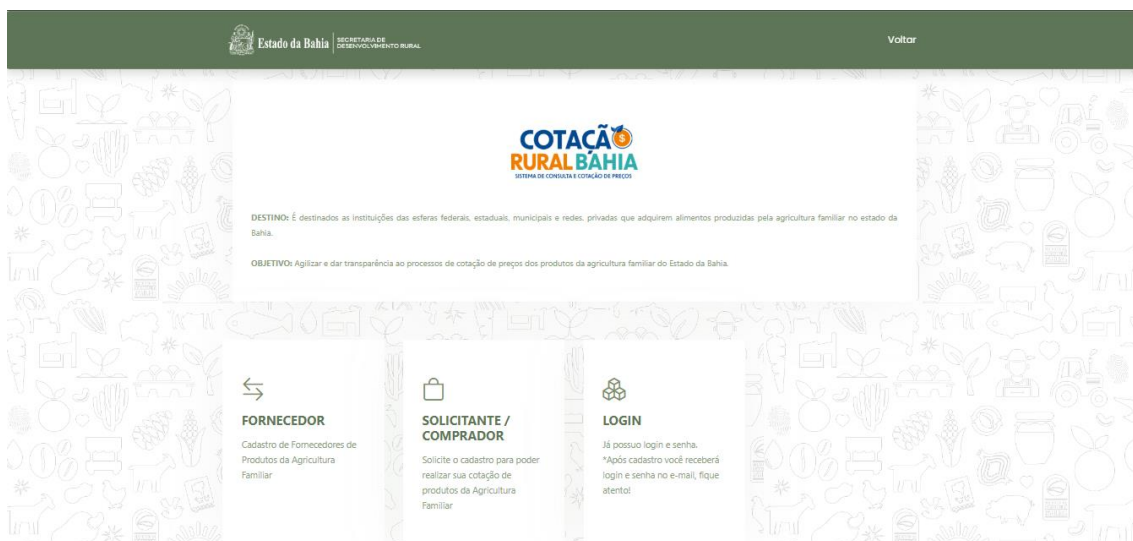 Estado da Bahia
SECRETARIA DE
DESENVOLVIMENTO RURAL
Voltar
COTAÇÃO
RURAL BAHIA
SISTEMA DE CONSULTA E COTAÇÃO DE PREÇOS
DESTINO: É destinados as instituições das esferas federais, estaduais, municipais e redes. privadas que adquirem alimentos produzidas pela agricultura familiar no estado da
Bahia.
OBJETIVO: Agilizar e dar transparência ao processos de cotação de preços dos produtos da agricultura familiar do Estado da Bahia.
FORNECEDOR
Cadastro de Fornecedores de
Produtos da Agricultura
Familiar
SOLICITANTE /
COMPRADOR
Solicite o cadastro para poder
realizar sua cotação de
produtos da Agricultura
Familiar
LOGIN
Já possuo login e senha.
*Após cadastro você receberá
login e senha no e-mail, fique
atento!